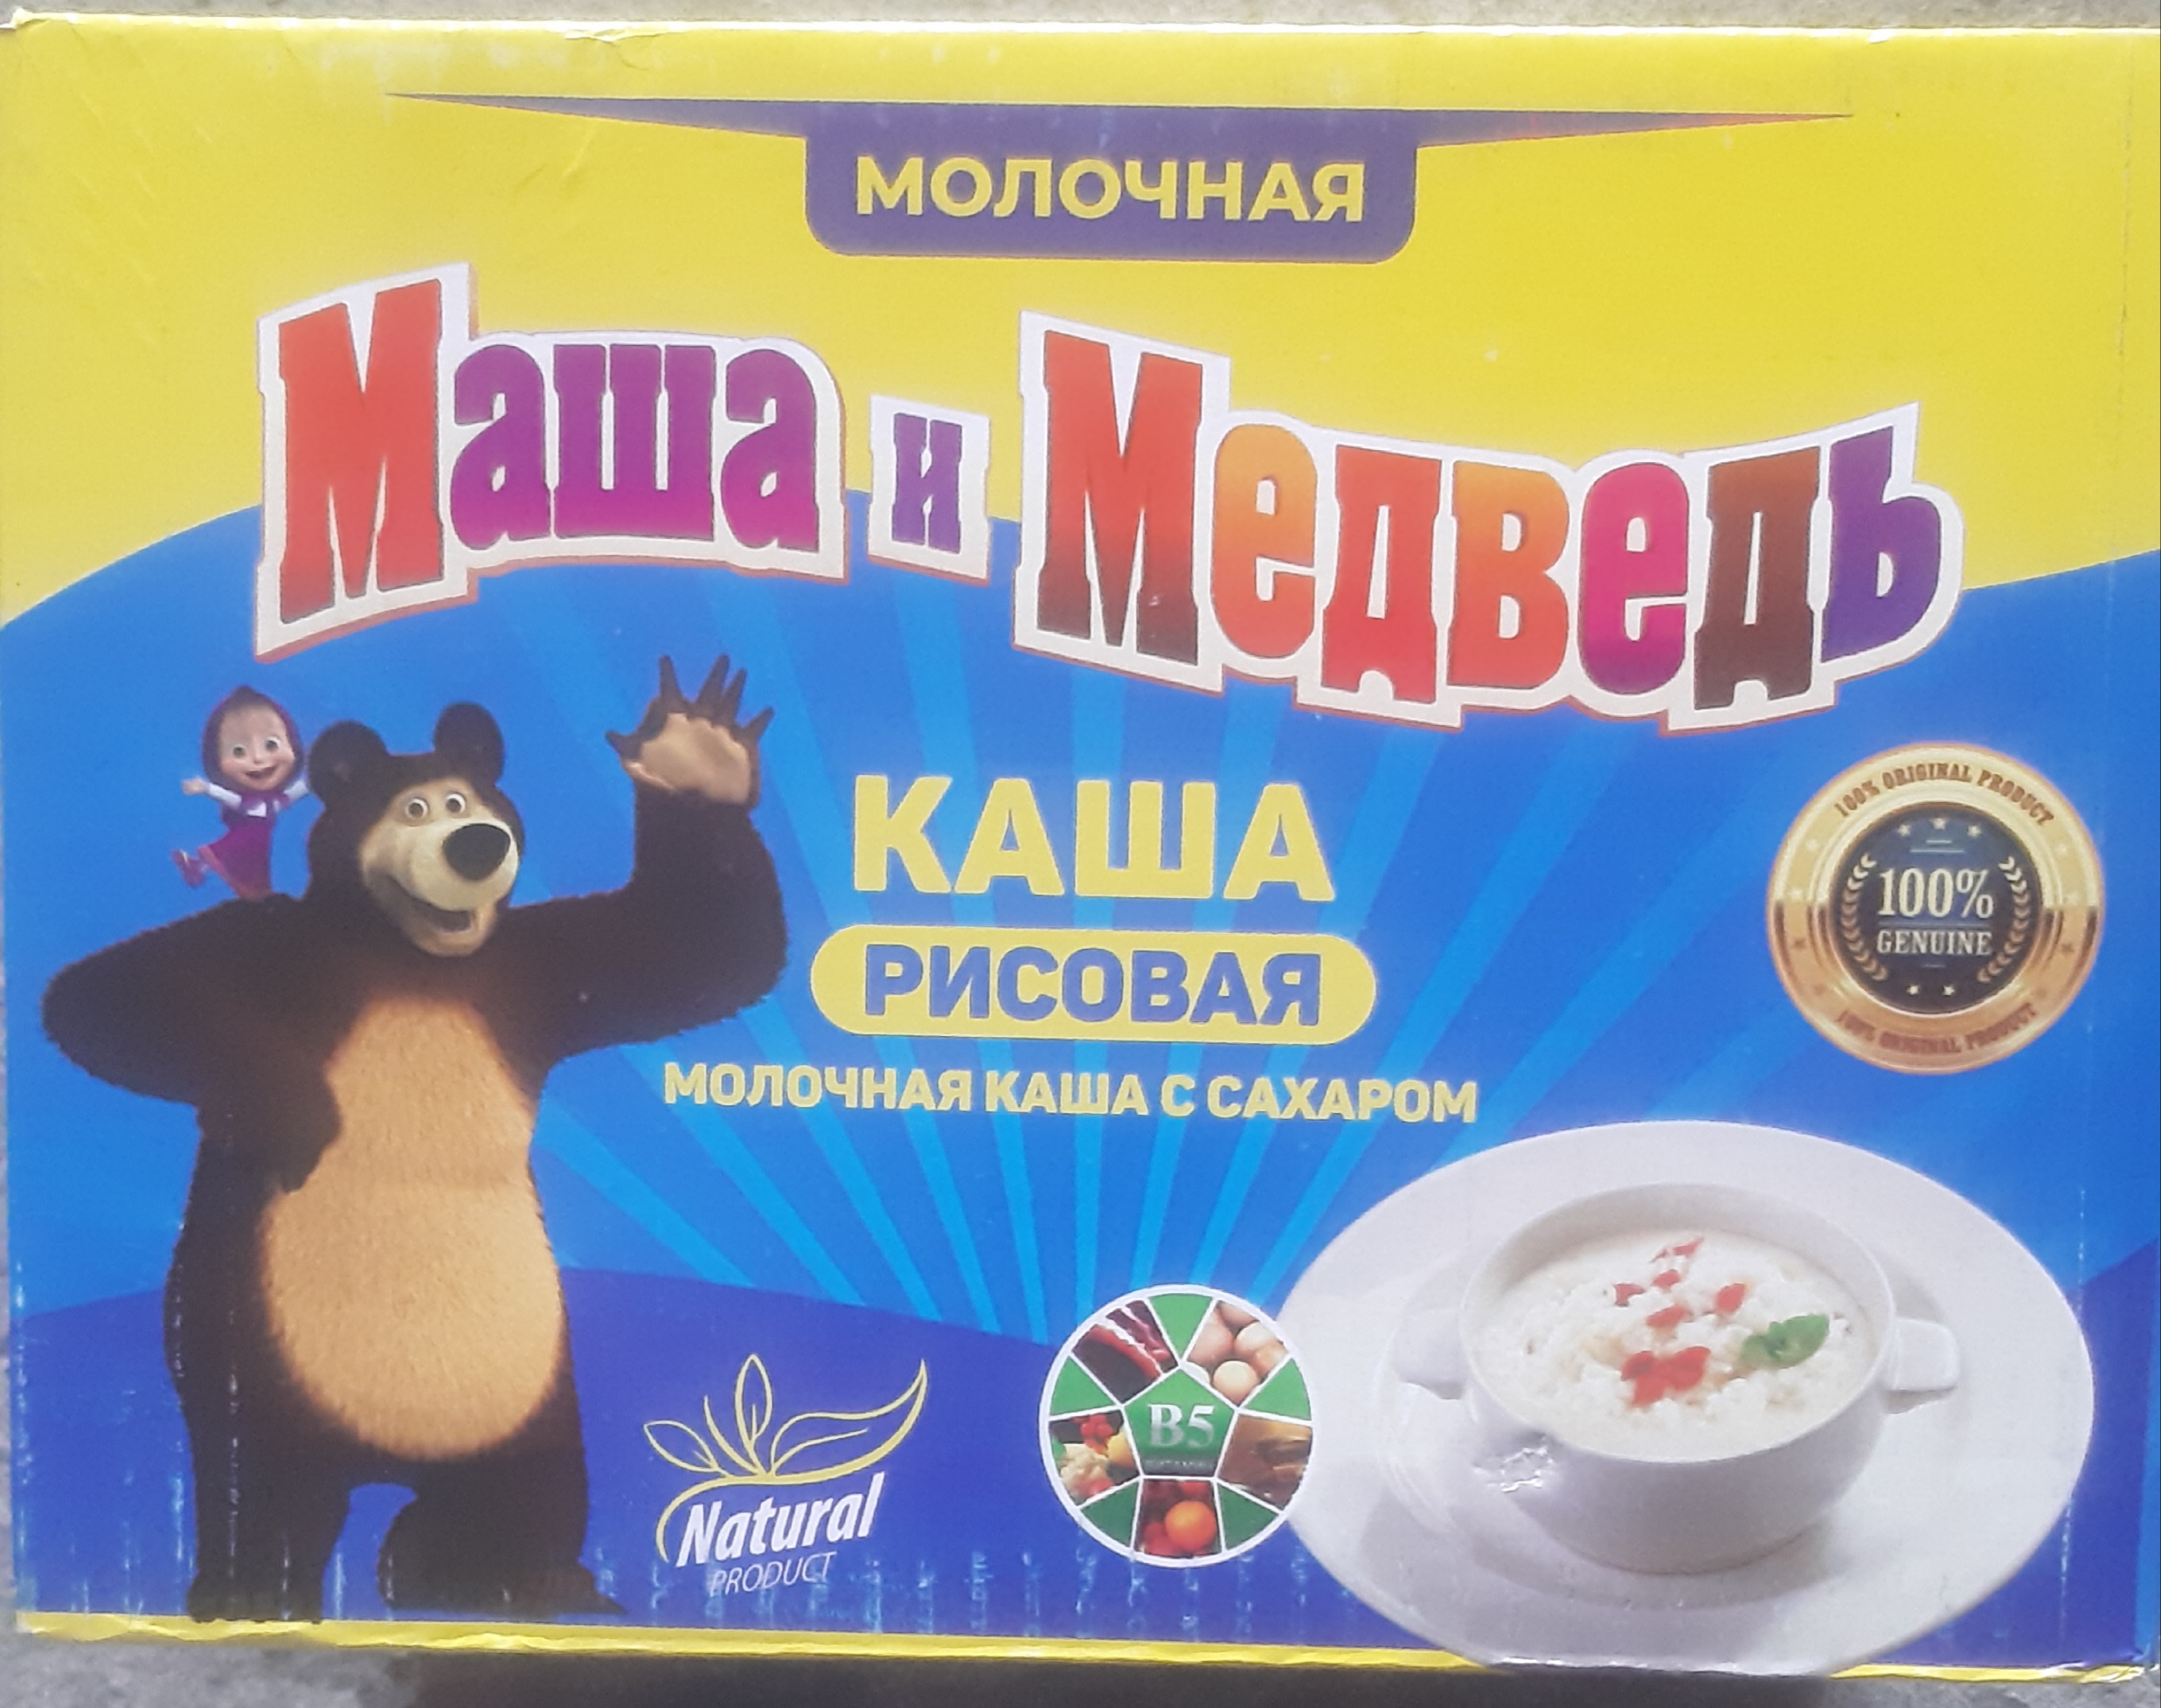 МОЛОЧНАЯ
Маша и Медведь
КАША
РИСОВАЯ
МОЛОЧНАЯ КАША С САХАРОМ
100% ORIGINAL PRODUCT
100%
GENUINE
100% ORIGINAL PRODUCT
B5
Natural
PRODUCT